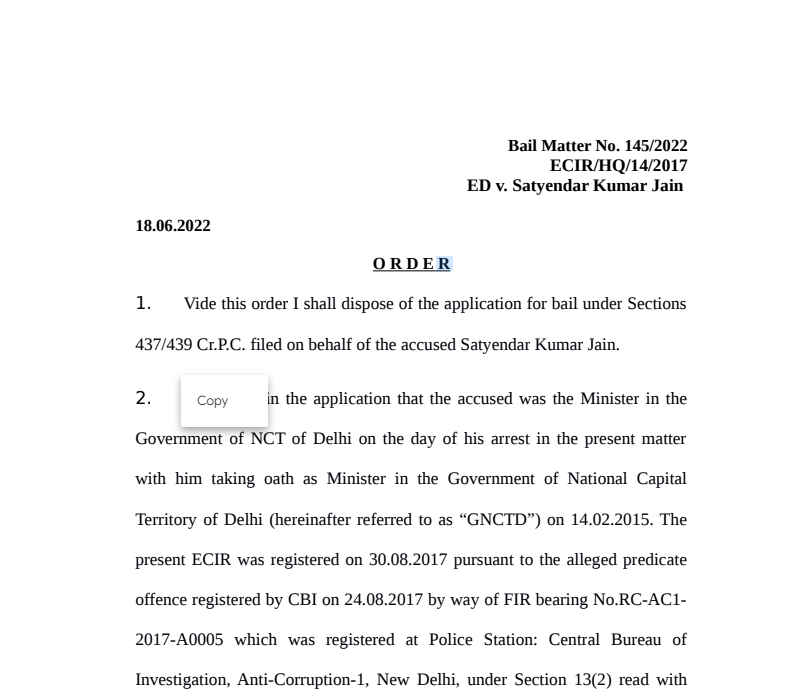 Bail Matter No. 145/2022
ECIR/HQ/14/2017
ED v. Satyendar Kumar Jain
18.06.2022
O R D E R
1. Vide this order I shall dispose of the application for bail under Sections
437/439 Cr.P.C. filed on behalf of the accused Satyendar Kumar Jain.
2. Copy in the application that the accused was the Minister in the
Government of NCT of Delhi on the day of his arrest in the present matter
with him taking oath as Minister in the Government of National Capital
Territory of Delhi (hereinafter referred to as “GNCTD”) on 14.02.2015. The
present ECIR was registered on 30.08.2017 pursuant to the alleged predicate
offence registered by CBI on 24.08.2017 by way of FIR bearing No.RC-AC1-
2017-A0005 which was registered at Police Station: Central Bureau of
Investigation, Anti-Corruption-1, New Delhi, under Section 13(2) read with